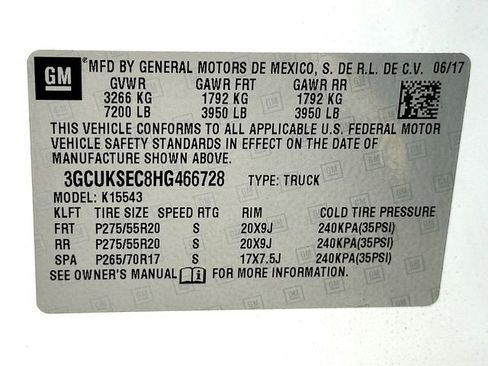 GM ® MFD BY GENERAL MOTORS DE MEXICO, S. DE R.L. DE C.V. 06/17
GVWR GAWR FRT GAWR RR
3266 KG 1792 KG 1792 KG
7200 LB 3950 LB 3950 LB
THIS VEHICLE CONFORMS TO ALL APPLICABLE U.S. FEDERAL MOTOR
VEHICLE SAFETY STANDARDS IN EFFECT ON THE DATE OF
MANUFACTURE SHOWN ABOVE.
3GCUKSEC8HG466728 TYPE: TRUCK
MODEL: K15543
KLFT TIRE SIZE SPEED RTG RIM COLD TIRE PRESSURE
FRT P275/55R20 S 20X9J 240KPA(35PSI)
RR P275/55R20 S 20X9J 240KPA(35PSI)
SPA P265/70R17 S 17X7.5J 240KPA(35PSI)
SEE OWNER'S MANUAL FOR MORE INFORMATION.